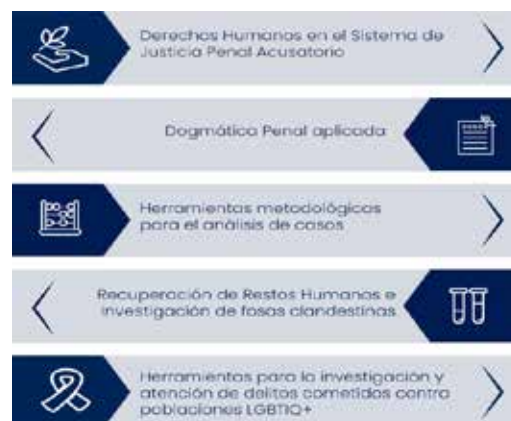 Derechos Humanos en el Sistema de
Justicia Penal Acusatorio
Dogmática Penal aplicada
Herramientas metodológicas
para el análisis de casos
Recuperación de Restos Humanos e
investigación de fosas clandestinas
Herramientas para la investigación y
atención de delitos cometidos contra
poblaciones LGBTIQ+